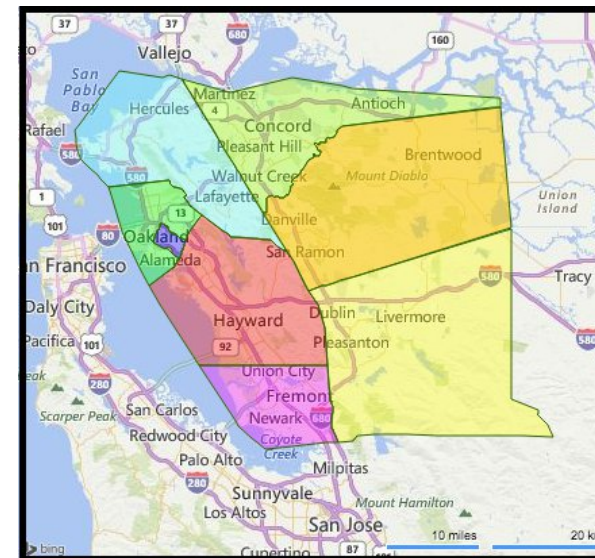 37
37
680
160
Vallejo
San
Pablo
Bay
Martinez
Hercules
4
Antioch
Rafael
Concord
580
Pleasant Hill
Brentwood
Walnut Creek
Mount Diablo
1
Lafayette
Union
Island
101
13
80
Oakland
Danville
Alameda
San Ramon
n Francisco
580
Tracy
Daly City
Dublin
Livermore
Hayward
580
Pacifica
101
92
Pleasanton
Union City
280
Fremont
San Carlos
Newark
680
Scarper Peak
Redwood City
Coyote
Creek
Palo Alto
Milpitas
280
Sunnyvale
Mount Hamilton
Los Altos
San Jose
bing
Cupertino
87
101
10 miles
20 k